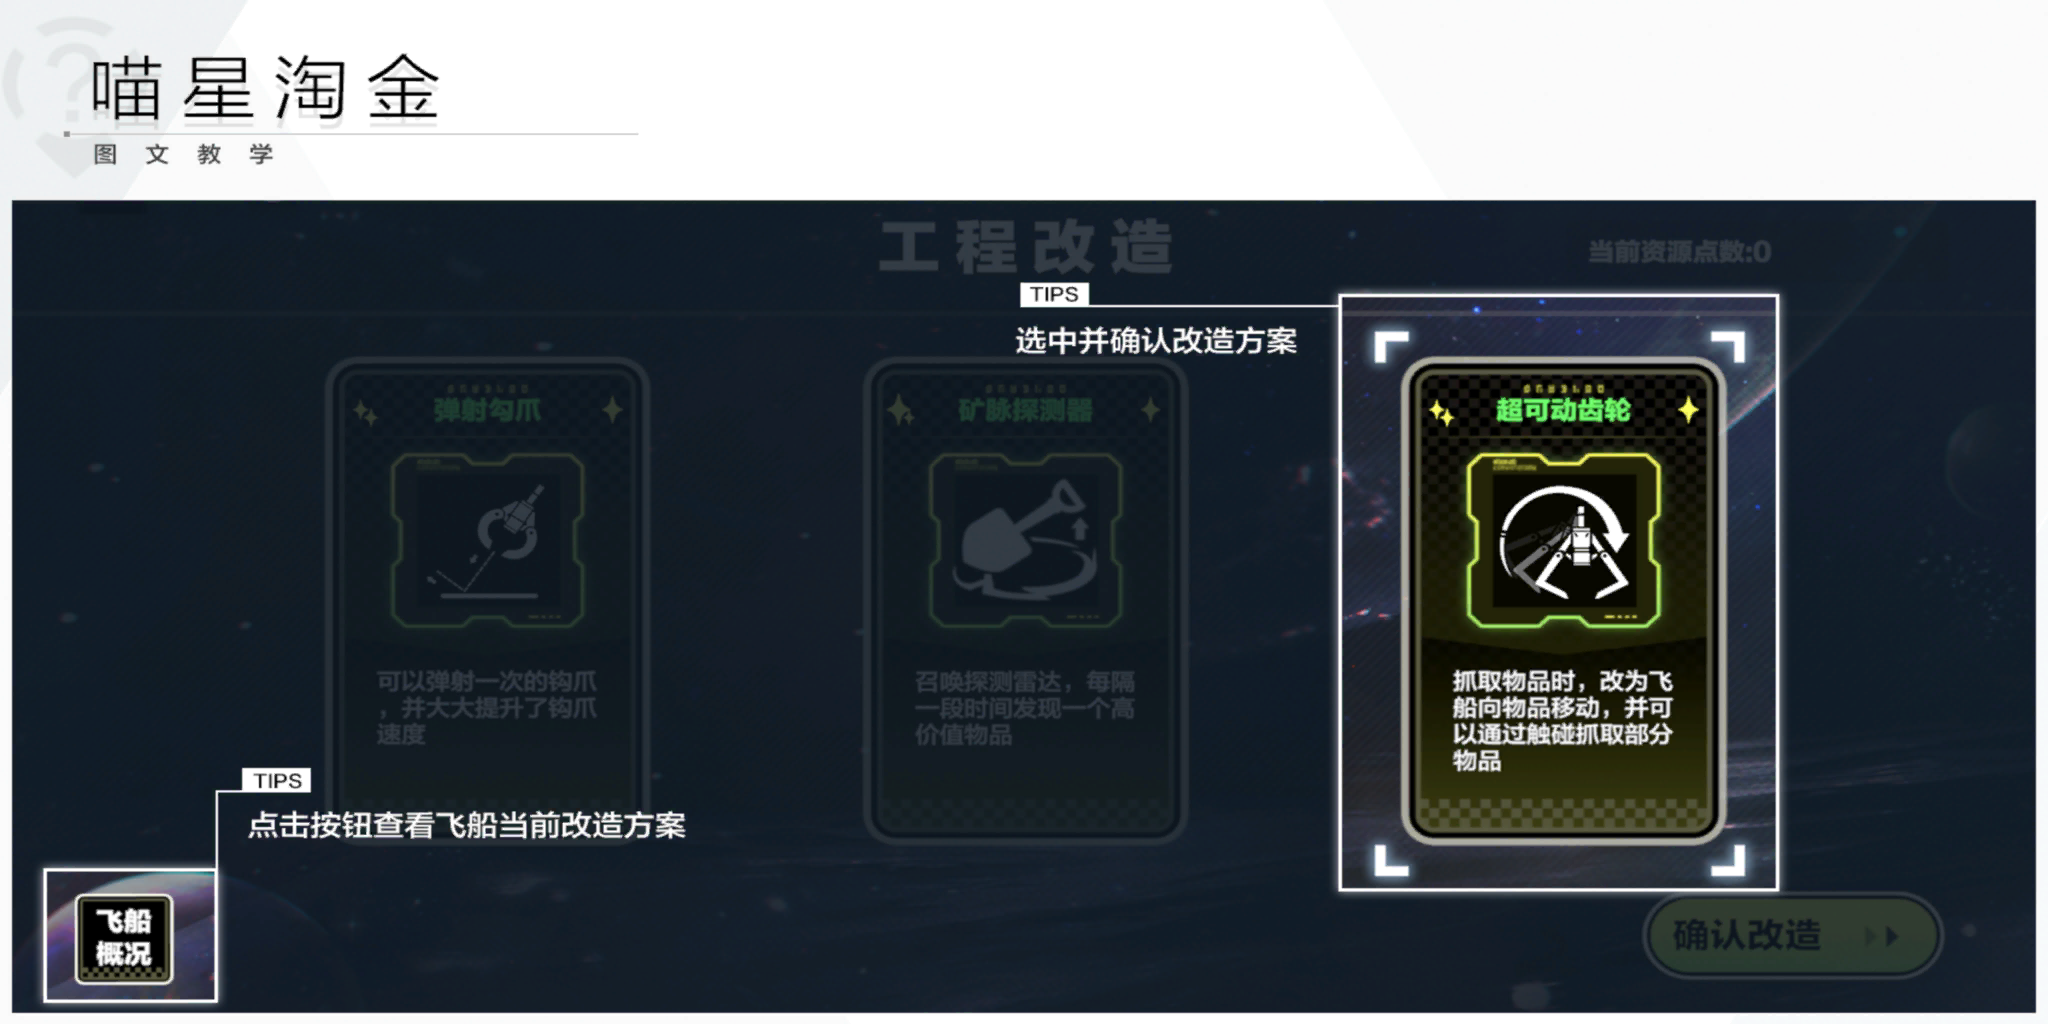 喵星淘金
图文教学
工程改造
当前资源点数:0
TIPS
选中并确认改造方案
弹射勾爪
可以弹射一次的钩爪
，并大大提升了钩爪
速度
矿脉探测器
召唤探测雷达，每隔
一段时间发现一个高
价值物品
超可动齿轮
抓取物品时，改为飞
船向物品移动，并可
以通过触碰抓取部分
物品
TIPS
点击按钮查看飞船当前改造方案
飞船
概况
确认改造